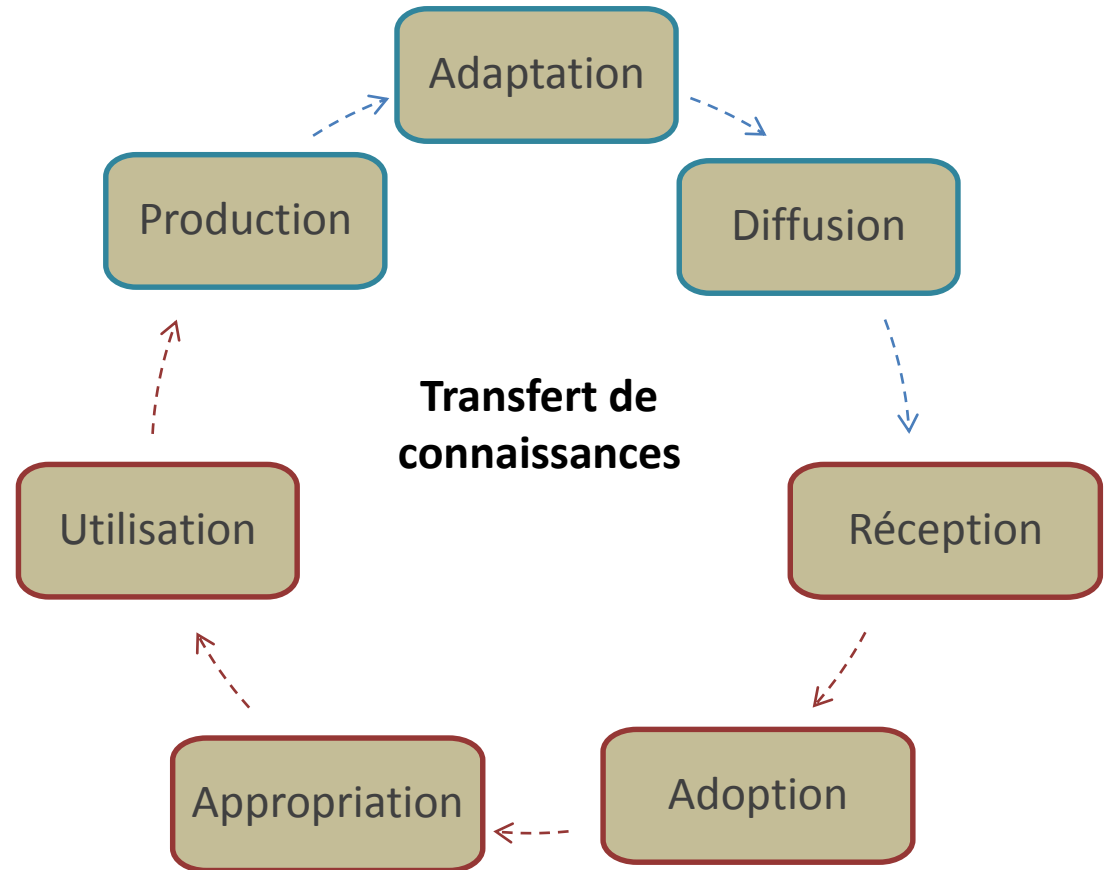 Adaptation
Production
Diffusion
Transfert de
connaissances
Utilisation
Réception
Appropriation
Adoption